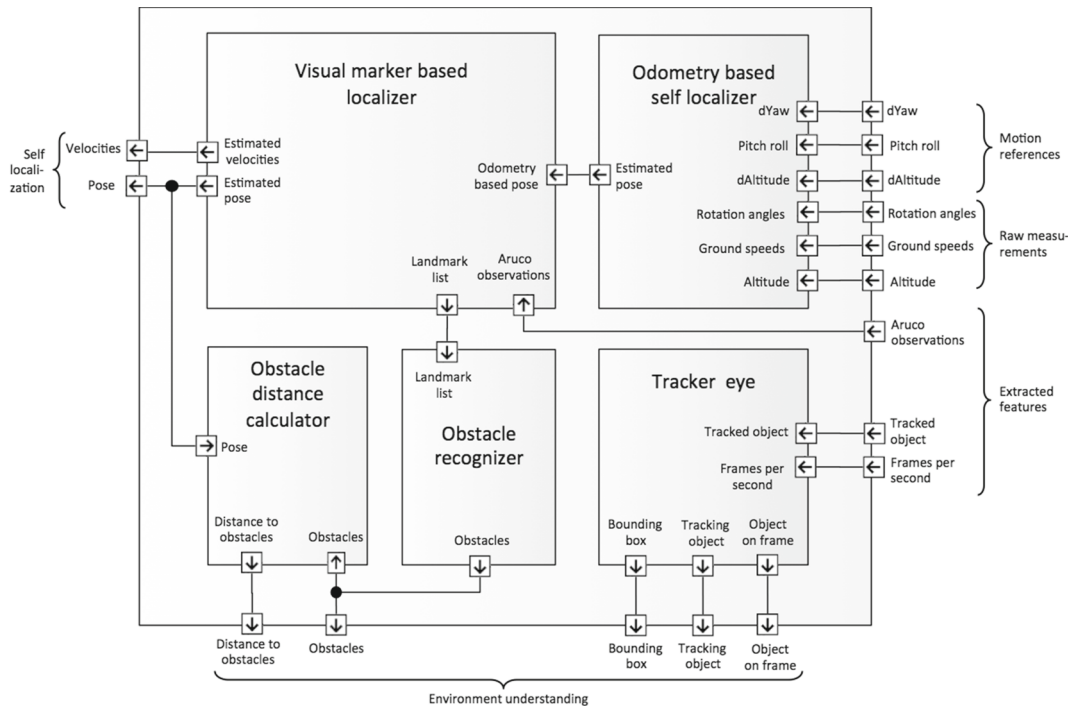 Visual marker based
localizer
Odometry based
self localizer
dYaw
dYaw
Pitch roll
Pitch roll
dAltitude
dAltitude
Motion
references
Rotation angles
Rotation angles
Ground speeds
Ground speeds
Altitude
Altitude
Raw measu-
rements
Self
locali-
zation
Velocities
Pose
Estimated
velocities
Estimated
pose
Odometry
based pose
Estimated
pose
Landmark
list
Aruco
observations
Aruco
observations
Obstacle
distance
calculator
Pose
Distance to
obstacles
Obstacles
Landmark
list
Obstacle
recognizer
Obstacles
Tracker eye
Tracked object
Tracked
object
Frames per
second
Frames per
second
Extracted
features
Bounding
box
Tracking
object
Object
on frame
Distance to
obstacles
Obstacles
Bounding
box
Tracking
object
Object
on frame
Environment understanding